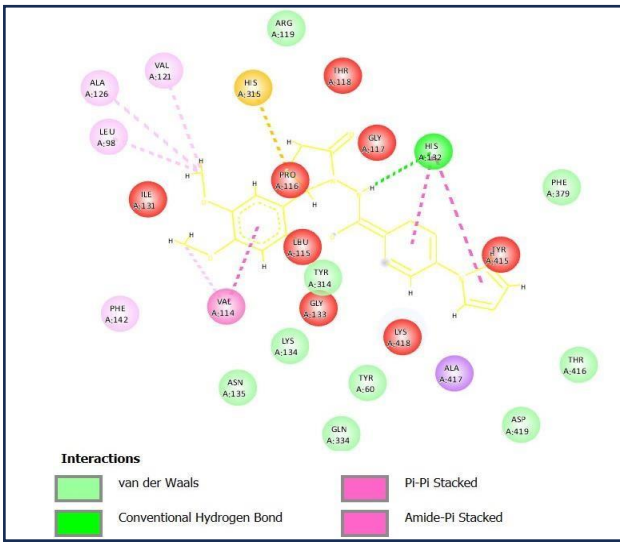 ARG
A:119
VAL
A:121
THR
A:118
ALA
A:126
HIS
A:315
LEU
A:98
GLY
A:117
HIS
A:132
H
H
PRO
A:116
H
H
H
H
PHE
A:379
ILE
A:131
H
H
LEU
A:115
TYR
A:415
H
H
TYR
A:314
H
VAL
A:114
GLY
A:133
H
H
H
PHE
A:142
LYS
A:418
LYS
A:134
ALA
A:417
THR
A:416
ASN
A:135
TYR
A:60
ASP
A:419
GLN
A:334
Interactions
van der Waals
Pi-Pi Stacked
Conventional Hydrogen Bond
Amide-Pi Stacked